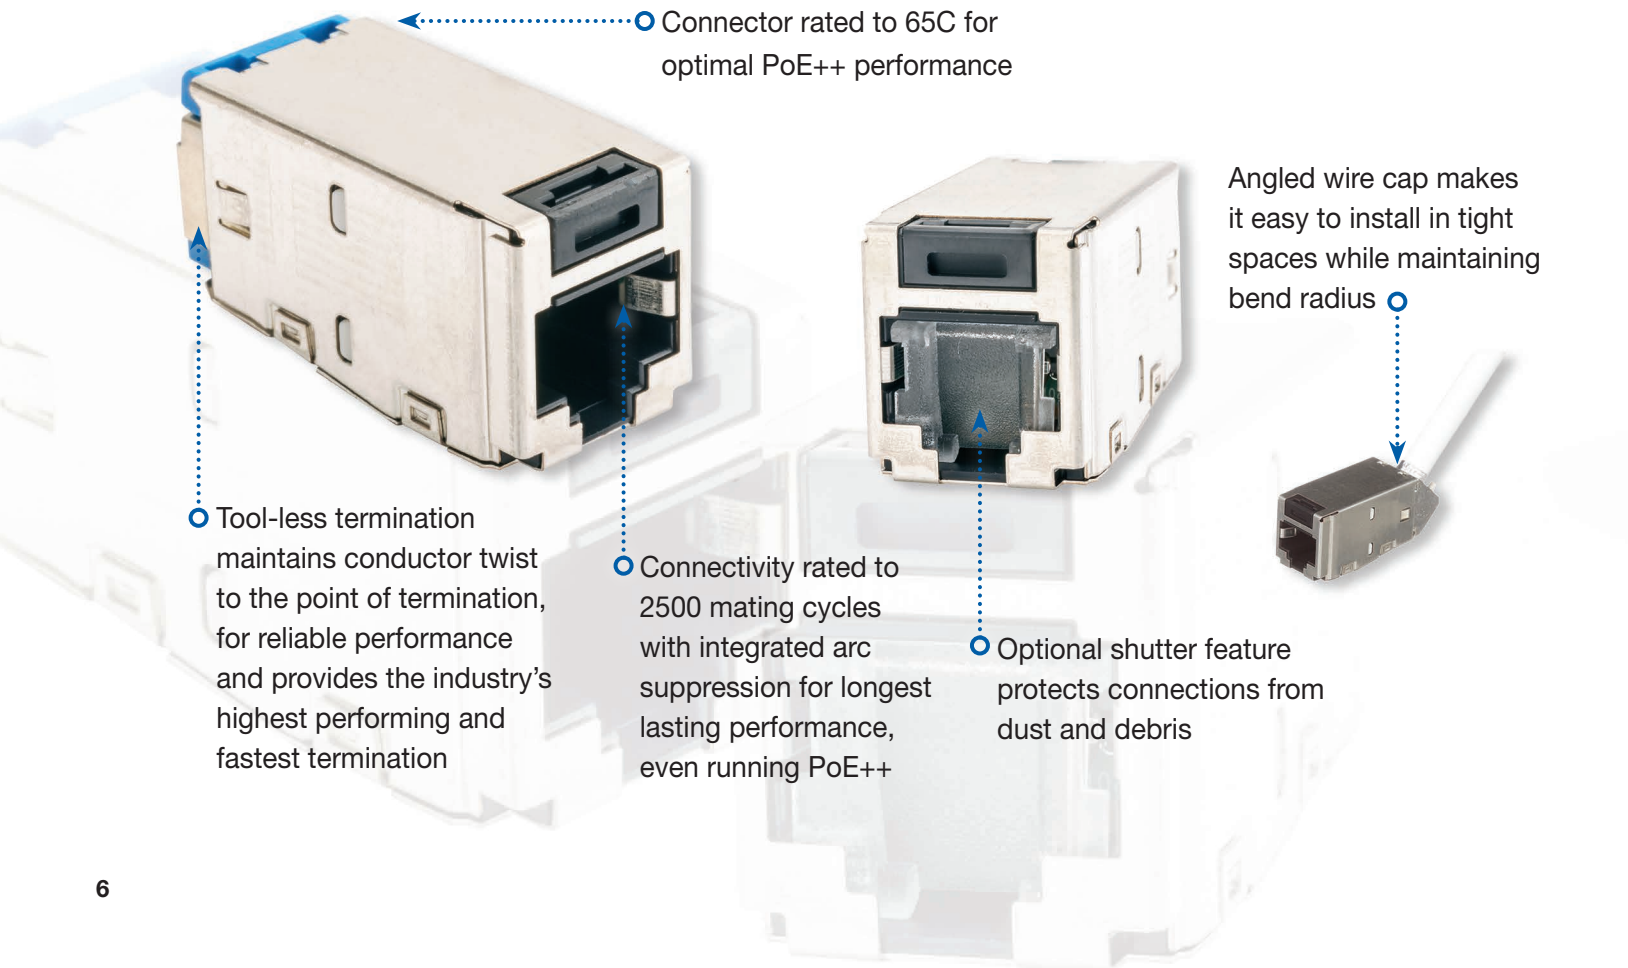 Connector rated to 65C for
optimal PoE++ performance
Angled wire cap makes
it easy to install in tight
spaces while maintaining
bend radius
Tool-less termination
maintains conductor twist
to the point of termination,
for reliable performance
and provides the industry’s
highest performing and
fastest termination
Connectivity rated to
2500 mating cycles
with integrated arc
suppression for longest
lasting performance,
even running PoE++
Optional shutter feature
protects connections from
dust and debris
6